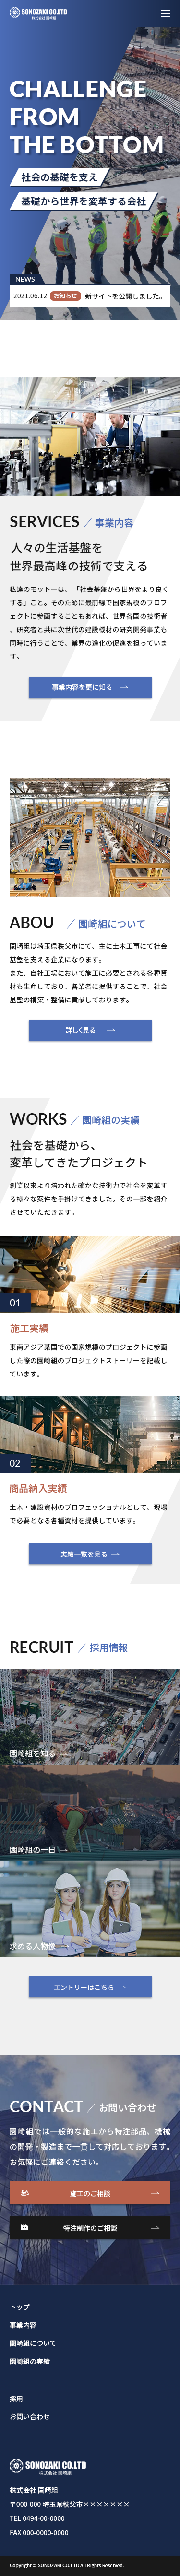 SONOZAKI CO.LTD
株式会社 園崎組
CHALLENGE
FROM
THE BOTTOM
社会の基礎を支え
基礎から世界を変革する会社
NEWS
2021.06.12 お知らせ 新サイトを公開しました。
SERVICES ／ 事業内容
人々の生活基盤を
世界最高峰の技術で支える
私達のモットーは、「社会基盤から世界をより良く
する」こと。そのために最前線で国家規模のプロフ
ェクトに参画することもあれば、世界各国の技術者
、研究者と共に次世代の建設機材の研究開発事業も
同時に行うことで、業界の進化の促進を担っていま
す。
事業内容を更に知る
ABOU ／ 園崎組について
園崎組は埼玉県秩父市にて、主に土木工事にて社会
基盤を支える企業になります。
また、自社工場において施工に必要とされる各種資
材も生産しており、各業者に提供することで、社会
基盤の構築・整備に貢献しております。
詳しく見る
WORKS ／ 園崎組の実績
社会を基礎から、
変革してきたプロジェクト
創業以来より培われた確かな技術力で社会を変革す
る様々な案件を手掛けてきました。その一部を紹介
させていただきます。
01
施工実績
東南アジア某国での国家規模のプロジェクトに参画
した際の園崎組のプロジェクトストーリーを記載し
ています。
02
商品納入実績
土木・建設資材のプロフェッショナルとして、現場
で必要となる各種資材を提供しています。
実績一覧を見る
RECRUIT ／ 採用情報
園崎組を知る
園崎組の一日
求める人物像
エントリーはこちら
CONTACT ／ お問い合わせ
園崎組では一般的な施工から特注部品、機械
の開発・製造まで一貫して対応しております。
お気軽にご連絡ください。
施工のご相談
特注制作のご相談
トップ
事業内容
園崎組について
園崎組の実績
採用
お問い合わせ
SONOZAKI CO.LTD
株式会社 園崎組
株式会社 園崎組
〒000-000 埼玉県秩父市×××××××
TEL 0494-00-0000
FAX 000-0000-0000
Copyright © SONOZAKI CO.LTD All Rights Reserved.